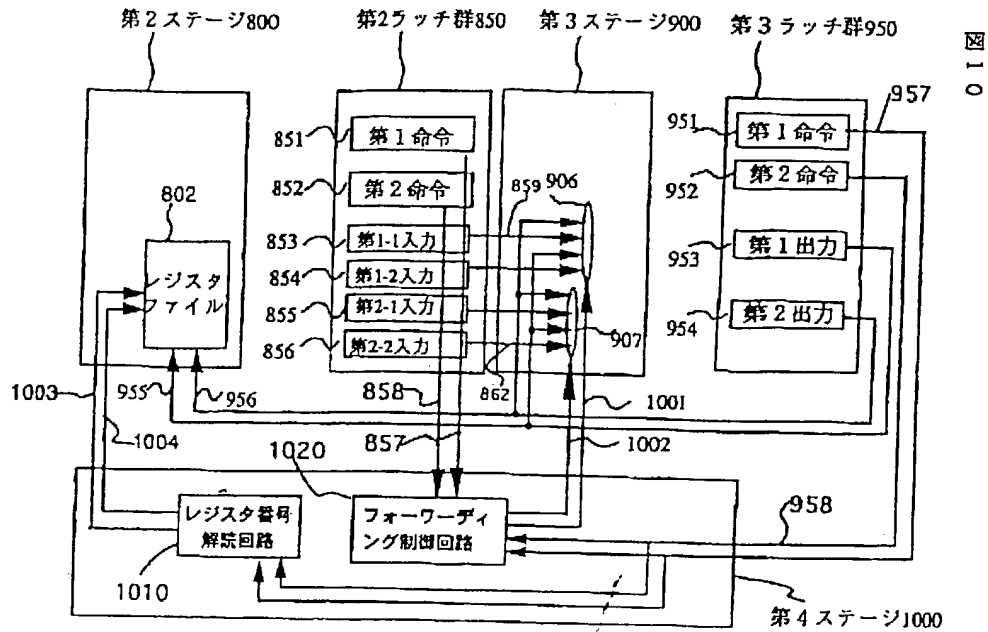 第2ステージ800
第2ラッチ群850
第3ステージ900
第3ラッチ群950
図10
957
851
第1命令
951
第1命令
852
第2命令
859
906
952
第2命令
802
853
第1-1入力
953
第1出力
レジスタ
ファイル
854
第1-2入力
855
第2-1入力
954
第2出力
856
第2-2入力
907
1003
955
956
858
862
1001
1004
857
1002
1020
958
レジスタ番号
解読回路
フォーワーディ
ング制御回路
1010
第4ステージ1000